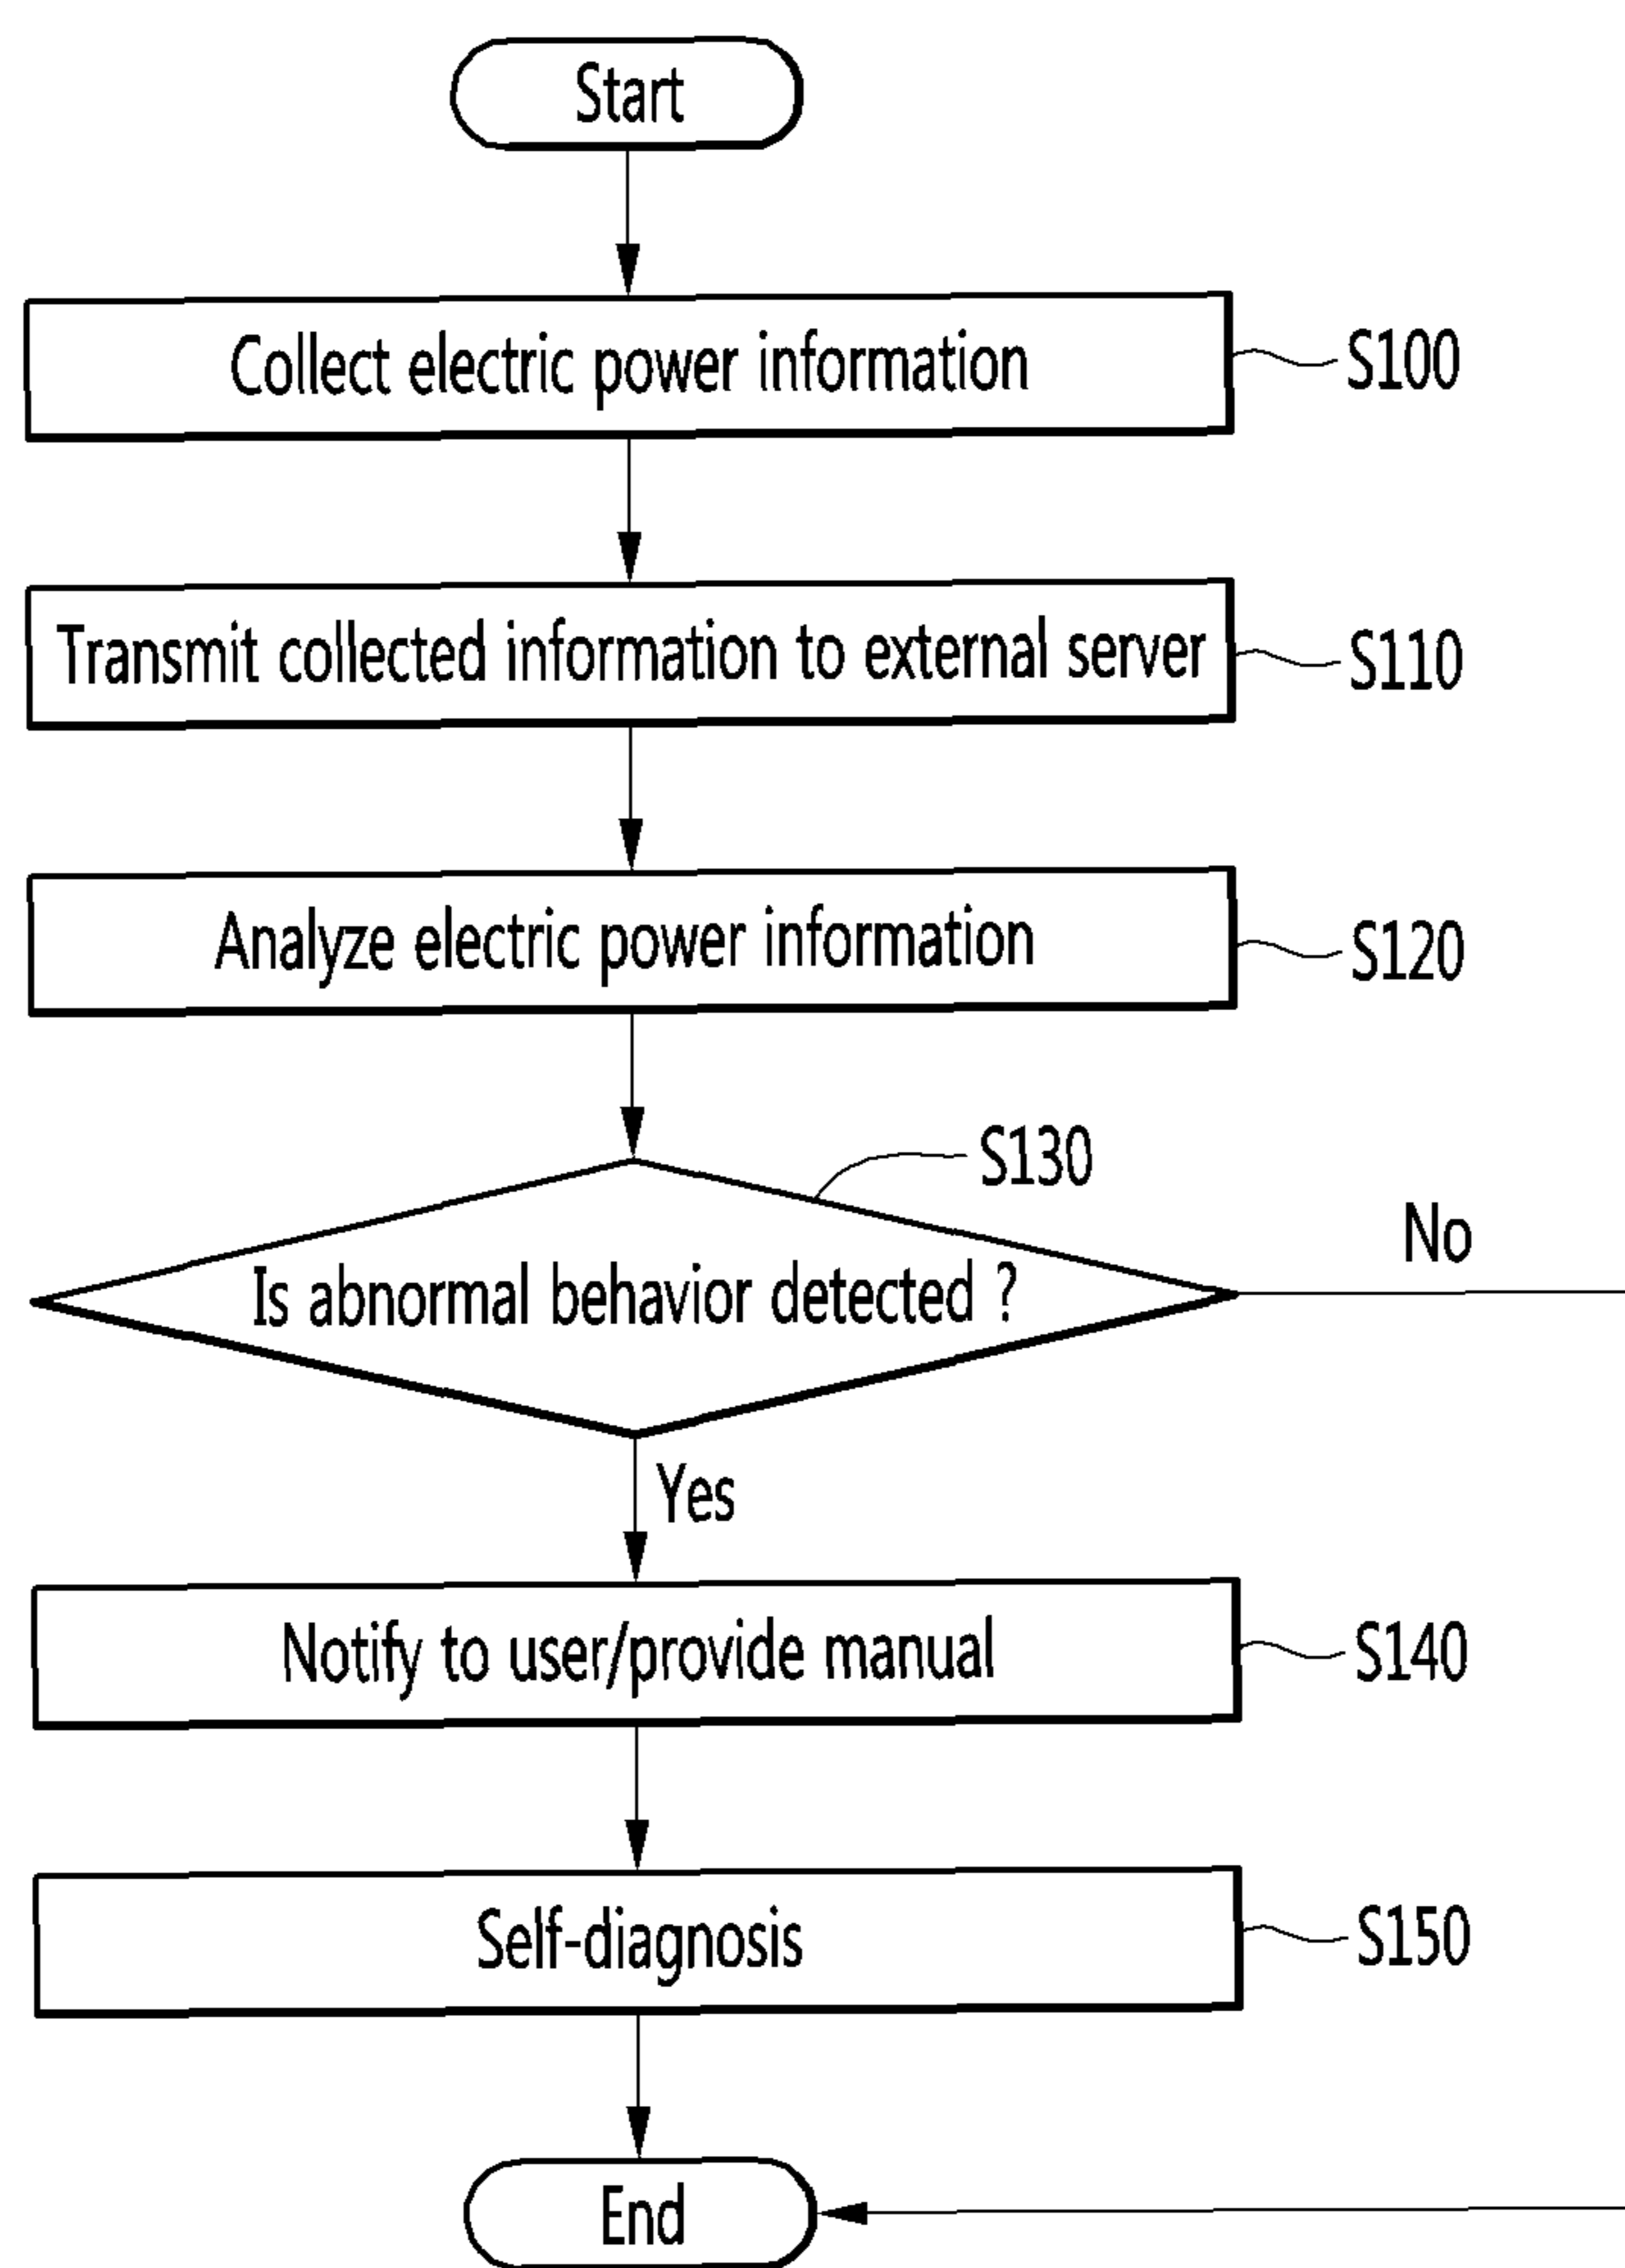 Start
Collect electric power information
S100
Transmit collected information to external server
S110
Analyze electric power information
S120
S130
No
Is abnormal behavior detected ?
Yes
Notify to user/provide manual
S140
Self-diagnosis
S150
End